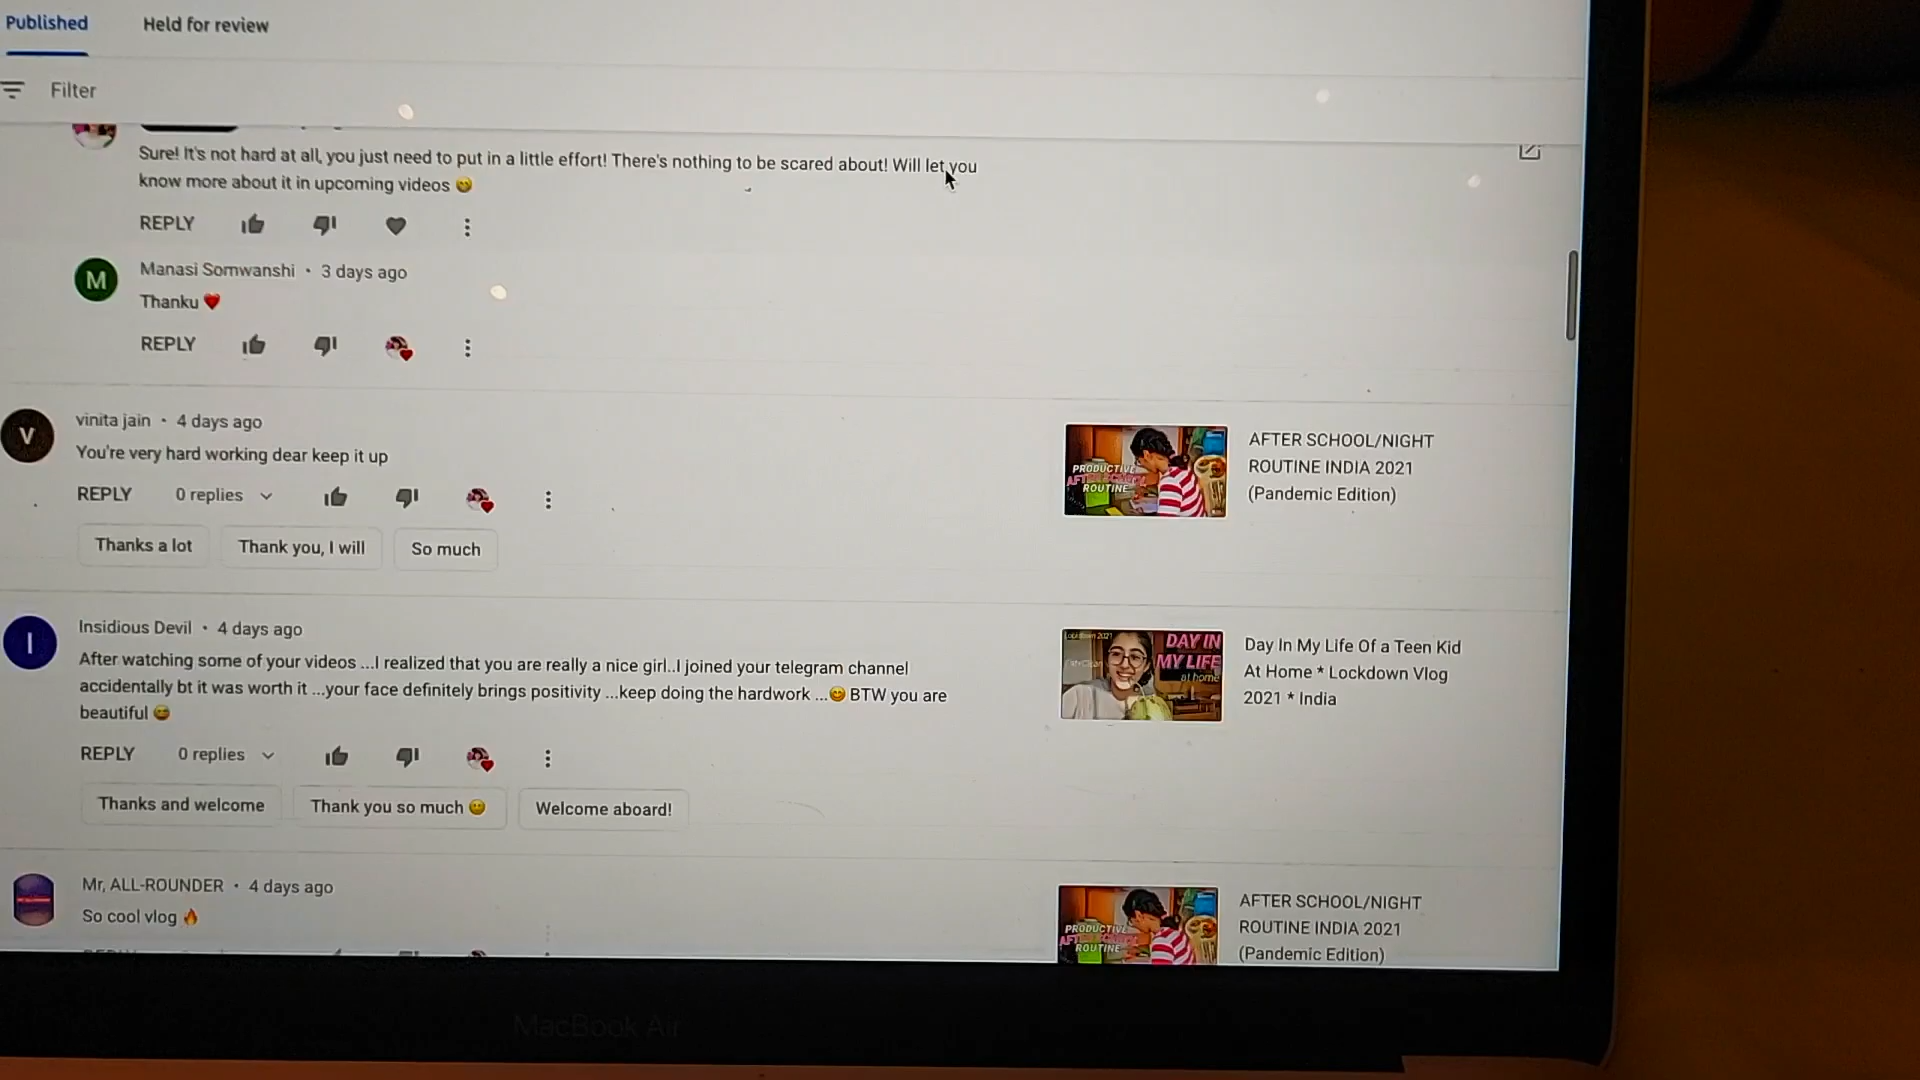 Published
Held for review
Filter
Sure! It's not hard at all, you just need to put in a little effort! There's nothing to be scared about! Will let you
know more about it in upcoming videos 😊
REPLY
Manasi Somwanshi • 3 days ago
Thanku ❤️
REPLY
M
vinita jain • 4 days ago
You're very hard working dear keep it up
V
REPLY 0 replies
Thanks a lot
Thank you, I will
So much
PRODUCTIVE
AFTER SCHOOL
ROUTINE
AFTER SCHOOL/NIGHT
ROUTINE INDIA 2021
(Pandemic Edition)
Insidious Devil • 4 days ago
I
After watching some of your videos ...I realized that you are really a nice girl..I joined your telegram channel
accidentally bt it was worth it ...your face definitely brings positivity ...keep doing the hardwork ...😊 BTW you are
beautiful 😅
REPLY 0 replies
Thanks and welcome
Thank you so much 🙂
Welcome aboard!
Lockdown 2021
DAY IN
MY LIFE
at home
Day In My Life Of a Teen Kid
At Home * Lockdown Vlog
2021 * India
Mr, ALL-ROUNDER • 4 days ago
So cool vlog 🔥
PRODUCTIVE
AFTER SCHOOL
ROUTINE
AFTER SCHOOL/NIGHT
ROUTINE INDIA 2021
(Pandemic Edition)
MacBook Air